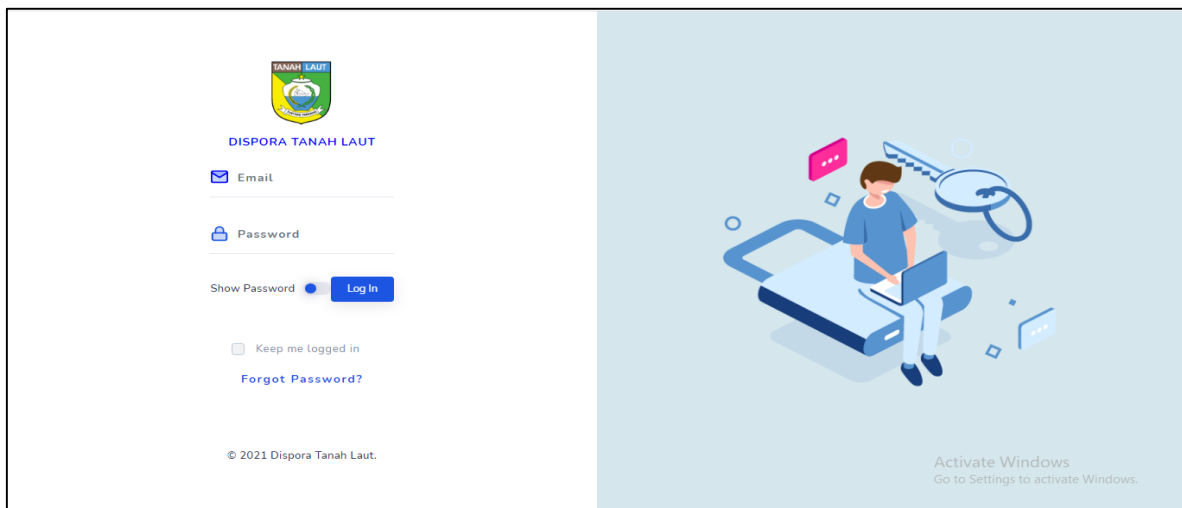 TANAH LAUT
DISPORA TANAH LAUT
Email
Password
Show Password
Log In
Keep me logged in
Forgot Password?
© 2021 Dispora Tanah Laut.
Activate Windows
Go to Settings to activate Windows.